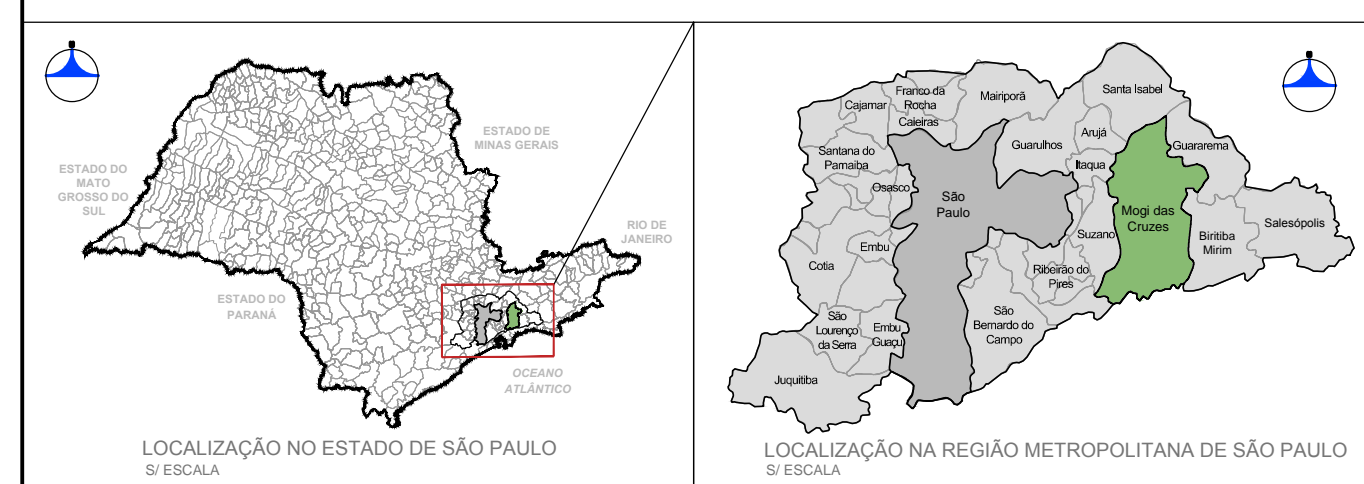 ESTADO DE
MINAS GERAIS
ESTADO DO
MATO
GROSSO DO
SUL
RIO DE
JANEIRO
ESTADO DO
PARANÁ
OCEANO
ATLÂNTICO
LOCALIZAÇÃO NO ESTADO DE SÃO PAULO
S/ ESCALA
Cajamar
Franco da
Rocha
Caieiras
Mairiporã
Santa Isabel
Arujá
Guarulhos
Guararema
Santana do
Parnaiba
Itaqua
Osasco
São
Paulo
Mogi das
Cruzes
Salesópolis
Suzano
Biritiba
Mirim
Embu
Cotia
Ribeirão do
Pires
São
Lourenço
da Serra
Embu
Guaçu
São
Bernardo do
Campo
Juquitiba
LOCALIZAÇÃO NA REGIÃO METROPOLITANA DE SÃO PAULO
S/ ESCALA